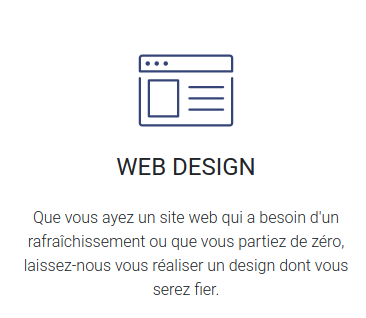 WEB DESIGN
Que vous ayez un site web qui a besoin d'un
rafraîchissement ou que vous partiez de zéro,
laissez-nous vous réaliser un design dont vous
serez fier.